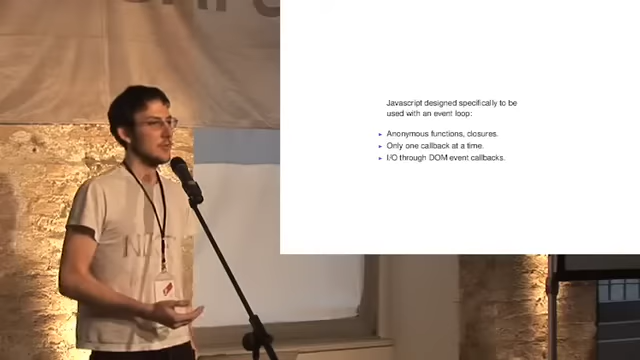 Javascript designed specifically to be
used with an event loop:
Anonymous functions, closures.
Only one callback at a time.
I/O through DOM event callbacks.